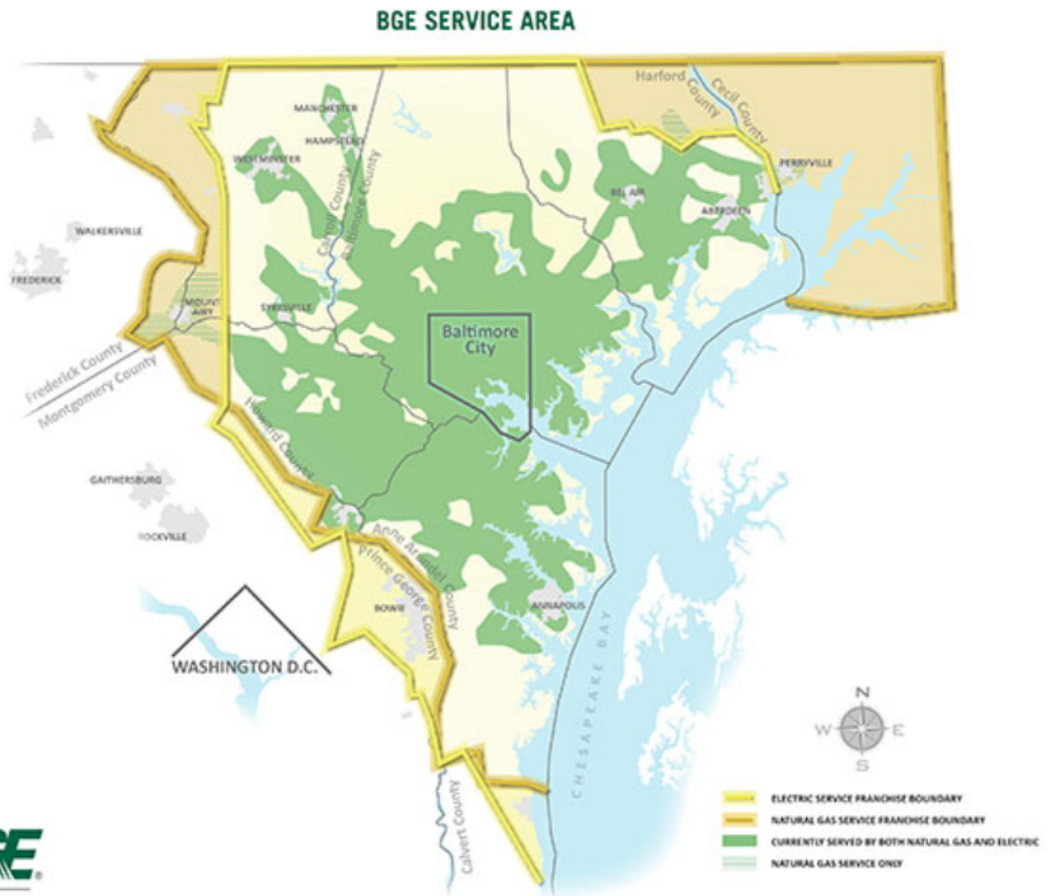 BGE SERVICE AREA
Harford
County
Cecil County
MANCHESTER
HAMPSTEAD
WESTMINSTER
Carroll County
Baltimore County
PERRYVILLE
BEL AIR
ABERDEEN
WALKERSVILLE
FREDERICK
MOUNT
AIRY
SYKESVILLE
Baltimore
City
Frederick County
Montgomery County
Howard County
GAITHERSBURG
ROCKVILLE
Anne Arundel County
Prince George County
BOWIE
ANNAPOLIS
WASHINGTON D.C.
CHESAPEAKE BAY
Calvert County
N
W E
S
ELECTRIC SERVICE FRANCHISE BOUNDARY
NATURAL GAS SERVICE FRANCHISE BOUNDARY
CURRENTLY SERVED BY BOTH NATURAL GAS AND ELECTRIC
NATURAL GAS SERVICE ONLY